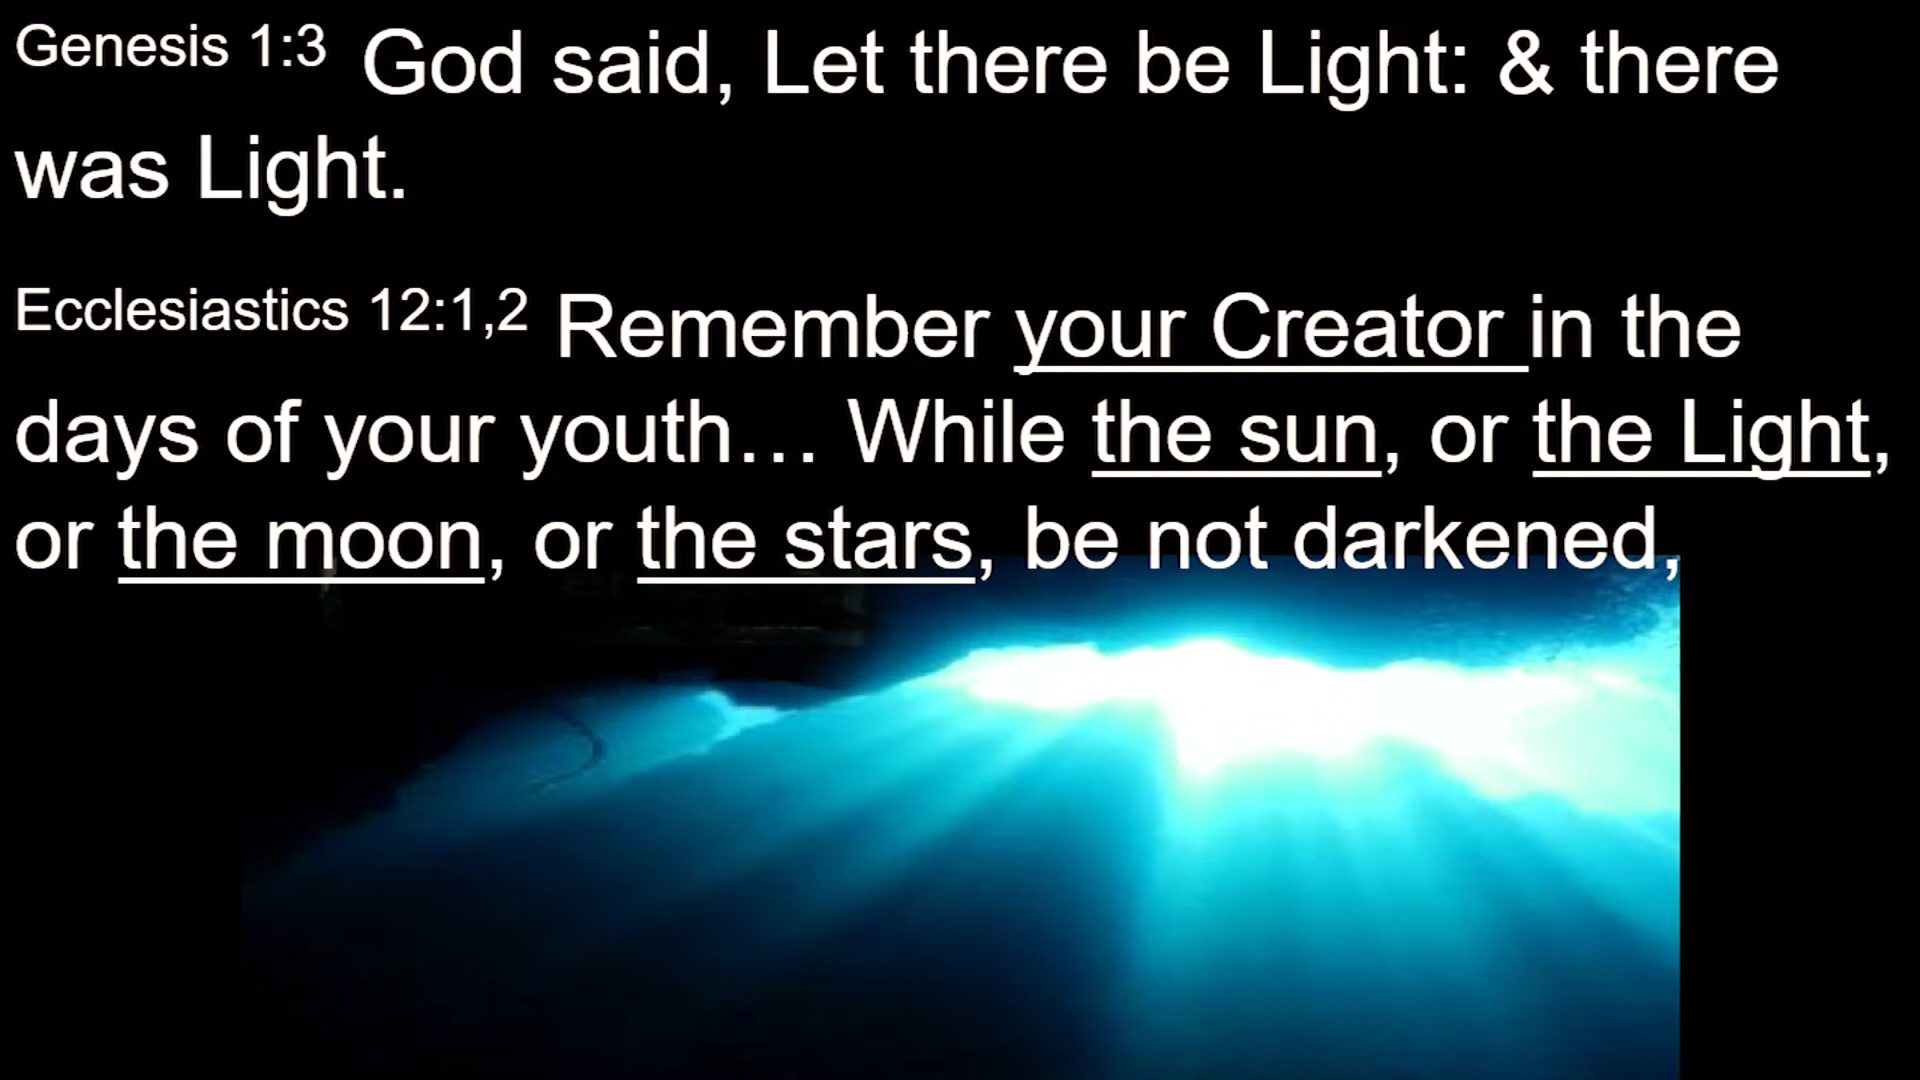 Genesis 1:3 God said, Let there be Light: & there
was Light.
Ecclesiastics 12:1,2 Remember your Creator in the
days of your youth… While the sun, or the Light,
or the moon, or the stars, be not darkened,